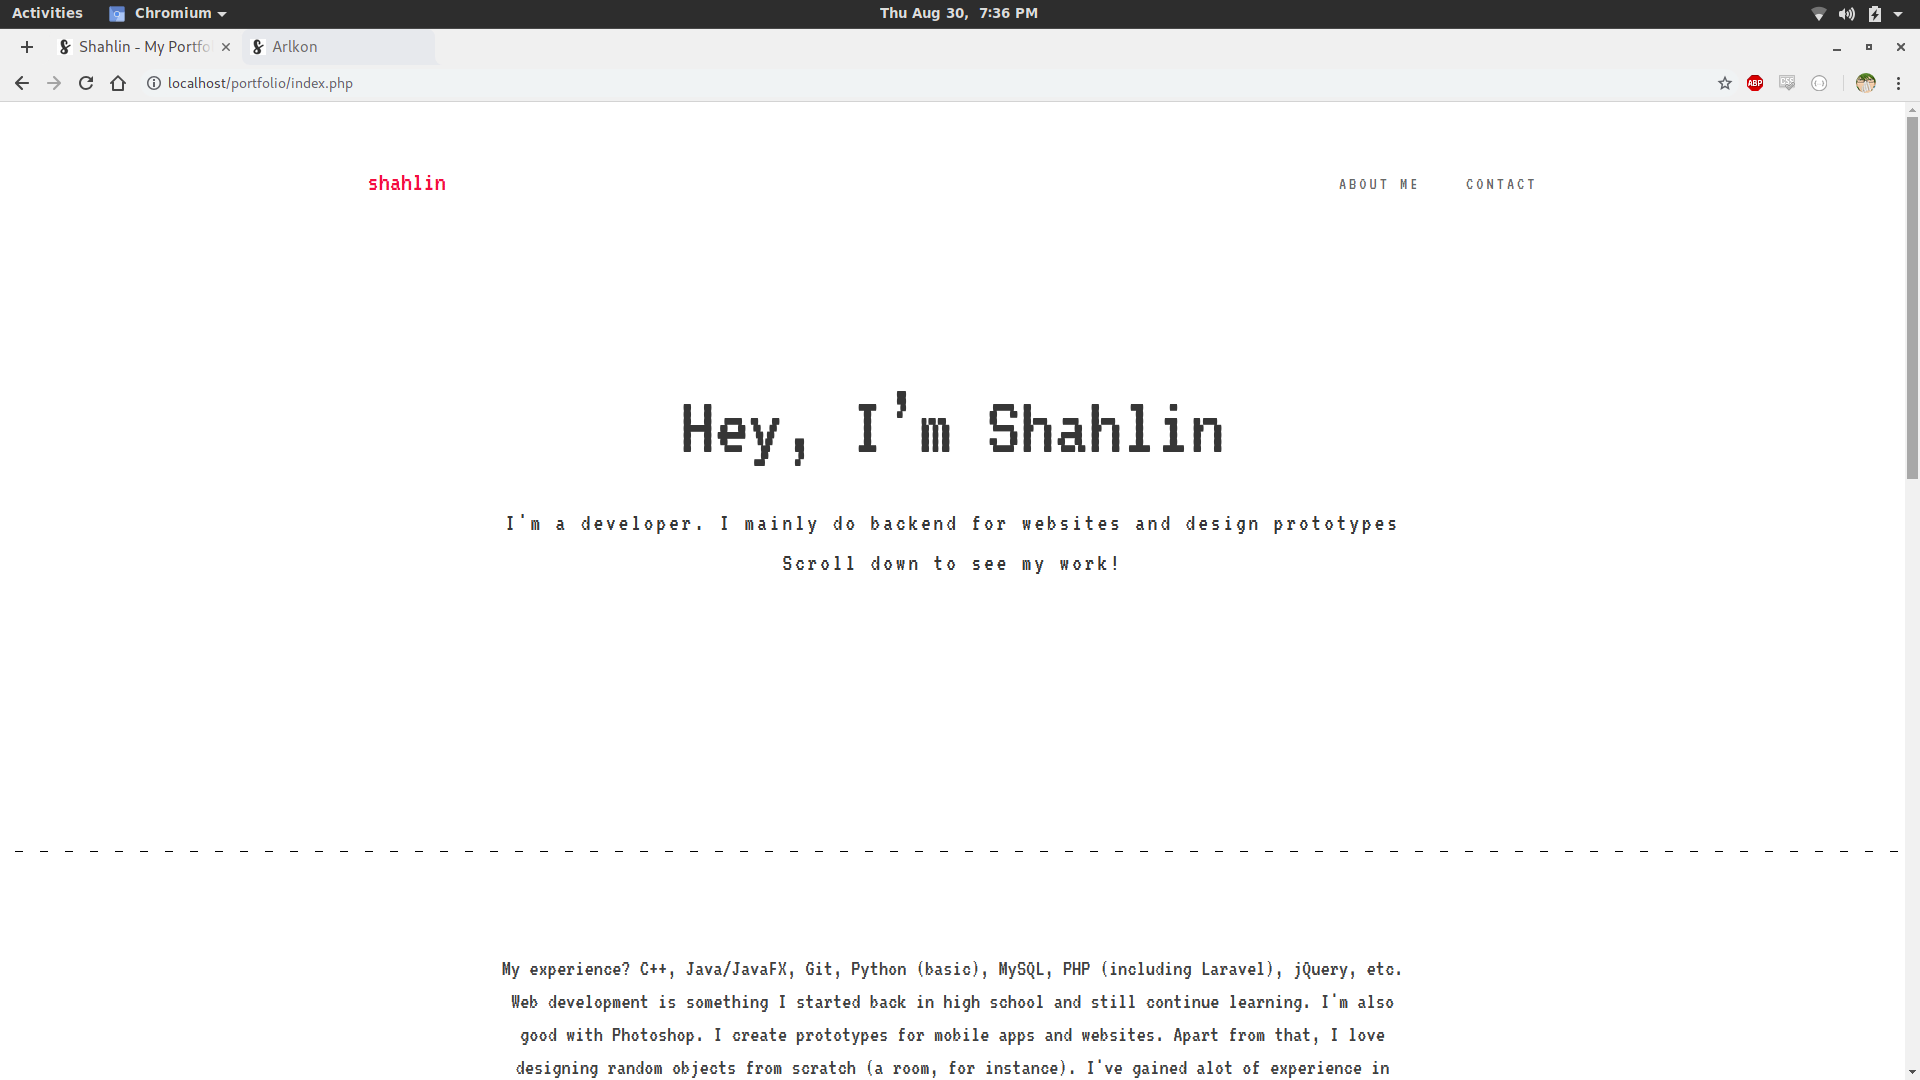 Activities Chromium Thu Aug 30, 7:36 PM
Shahlin - My Portfo Arlkon
localhost/portfolio/index.php ABP
shahlin ABOUT ME CONTACT
Hey, I'm Shahlin
I'm a developer. I mainly do backend for websites and design prototypes
Scroll down to see my work!
My experience? C++, Java/JavaFX, Git, Python (basic), MySQL, PHP (including Laravel), jQuery, etc.
Web development is something I started back in high school and still continue learning. I'm also
good with Photoshop. I create prototypes for mobile apps and websites. Apart from that, I love
designing random objects from scratch (a room, for instance). I've gained alot of experience in